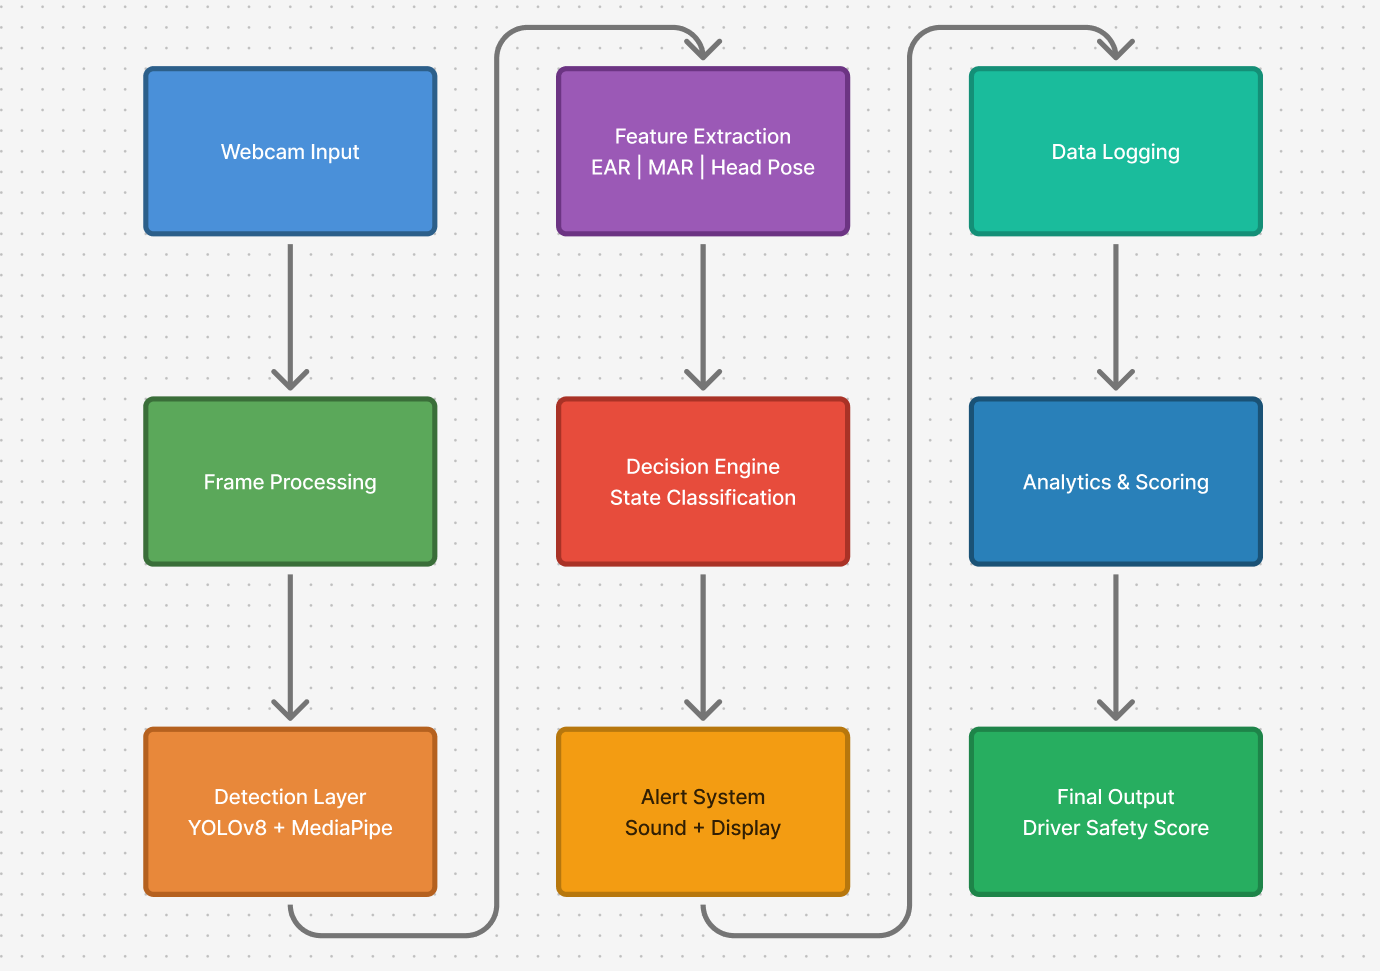 Webcam Input
Frame Processing
Detection Layer
YOLOv8 + MediaPipe
Feature Extraction
EAR | MAR | Head Pose
Decision Engine
State Classification
Alert System
Sound + Display
Data Logging
Analytics & Scoring
Final Output
Driver Safety Score